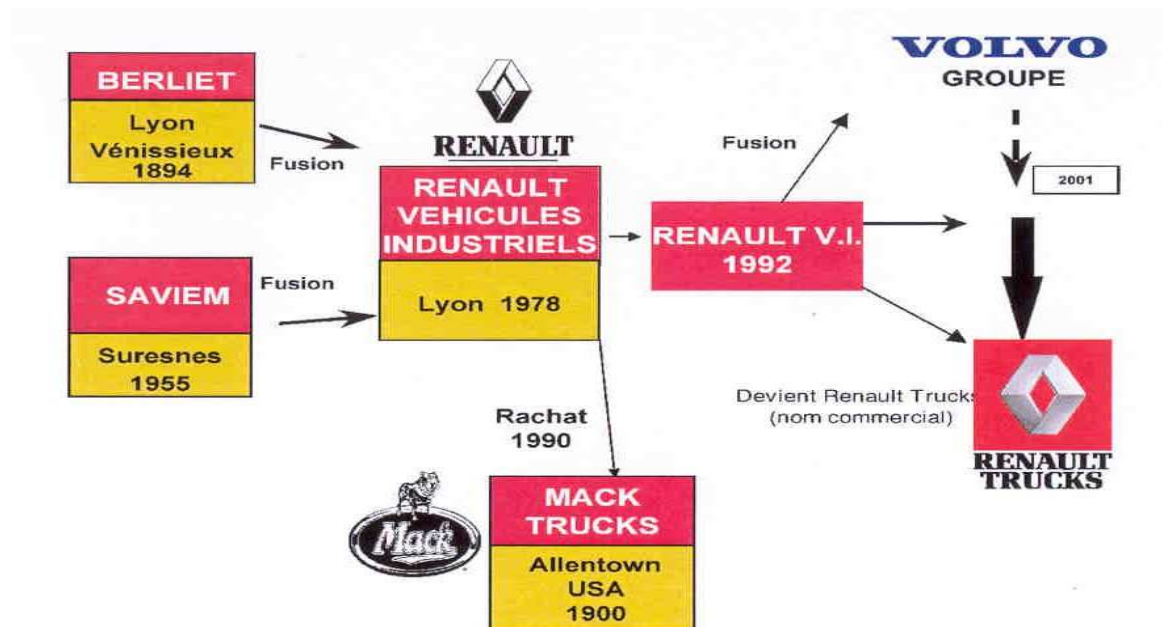 BERLIET
Lyon
Vénissieux
1894
Fusion
SAVIEM
Suresnes
1955
Fusion
RENAULT
RENAULT
VEHICULES
INDUSTRIELS
Lyon 1978
Rachat
1990
Mack
MACK
TRUCKS
Allentown
USA
1900
RENAULT V.I.
1992
Fusion
VOLVO
GROUPE
2001
Devient Renault Trucks
(nom commercial)
RENAULT
TRUCKS